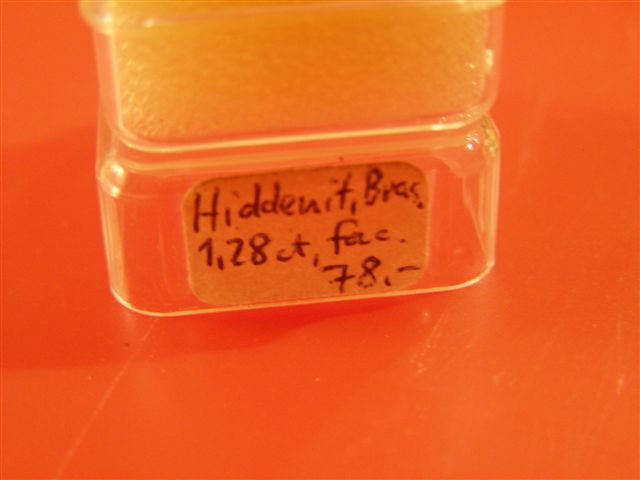 Hiddenit, Bras.
1,28 ct, fac.
78.-